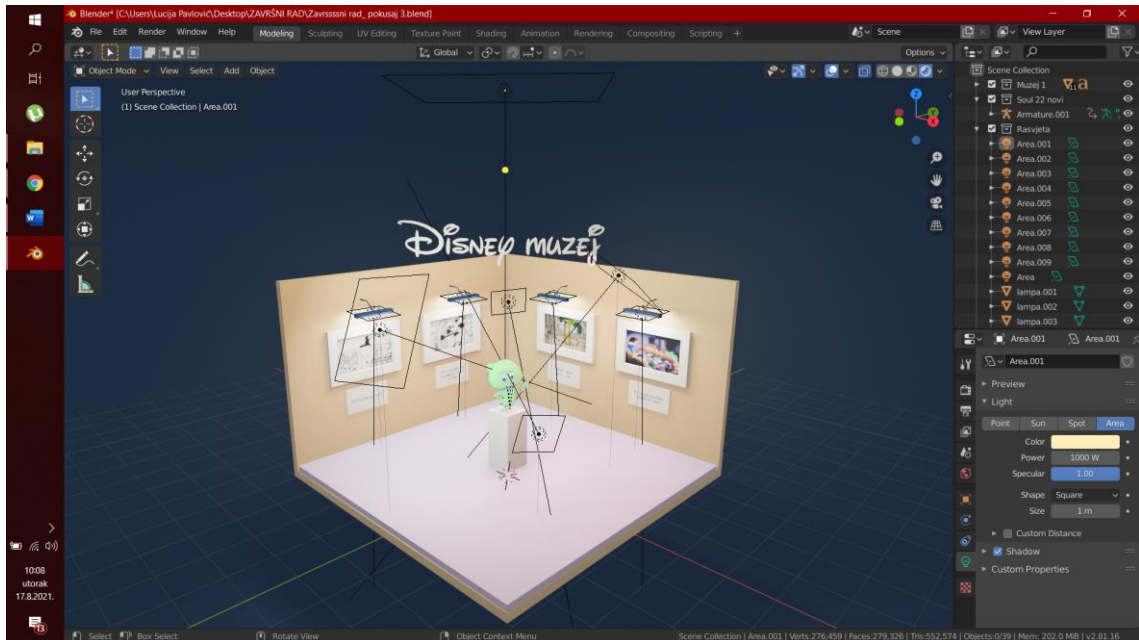 Blender* [C:\Users\Lucija Pavlović\Desktop\ZAVRŠNI RAD\Zavrssssni rad_ pokusaj 3.blend]
File Edit Render Window Help Modeling Sculpting UV Editing Texture Paint Shading Animation Rendering Compositing Scripting + Scene View Layer
Global Options
Object Mode View Select Add Object
User Perspective
(1) Scene Collection | Area.001
Z
Y
X
DISNEY MUZEJ
Scene Collection
Muzej 1
Soul 22 novi
Armature.001
Rasvjeta
Area.001
Area.002
Area.003
Area.004
Area.005
Area.006
Area.007
Area.008
Area.009
Area
lampa.001
lampa.002
lampa.003
Area.001 Area.001
Area.001
Preview
Light
Point Sun Spot Area
Color
Power 1000 W
Specular 1.00
Shape Square
Size 1 m
Custom Distance
Shadow
Custom Properties
10:08
utorak
17.8.2021.
13
Select Box Select Rotate View Object Context Menu Scene Collection | Area.001 | Verts:276,459 | Faces:279,326 | Tris:552,574 | Objects:0/39 | Mem: 202.0 MiB | v2.81.16